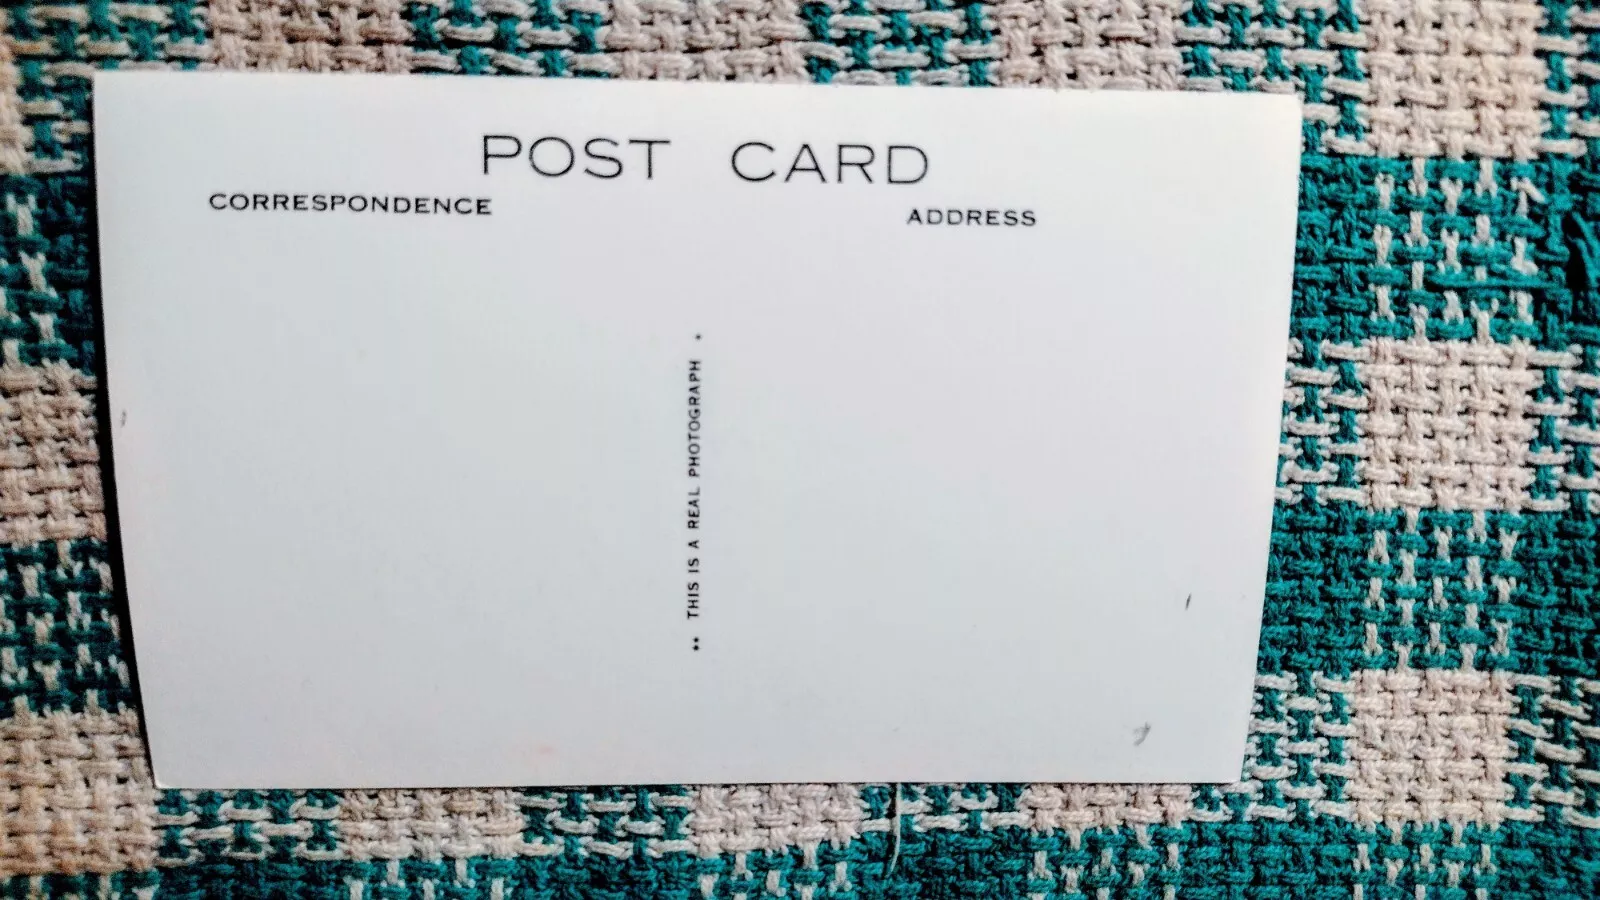 POST CARD
CORRESPONDENCE
ADDRESS
•• THIS IS A REAL PHOTOGRAPH •